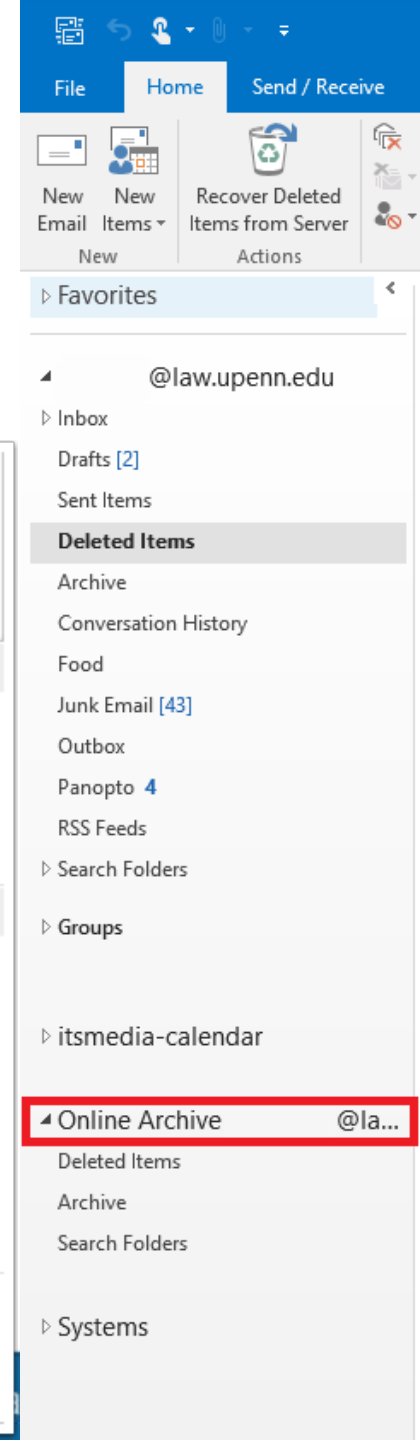 File Home Send / Receive
New New Recover Deleted
Email Items Items from Server
New Actions
Favorites
@law.upenn.edu
Inbox
Drafts [2]
Sent Items
Deleted Items
Archive
Conversation History
Food
Junk Email [43]
Outbox
Panopto 4
RSS Feeds
Search Folders
Groups
itsmedia-calendar
Online Archive @la...
Deleted Items
Archive
Search Folders
Systems